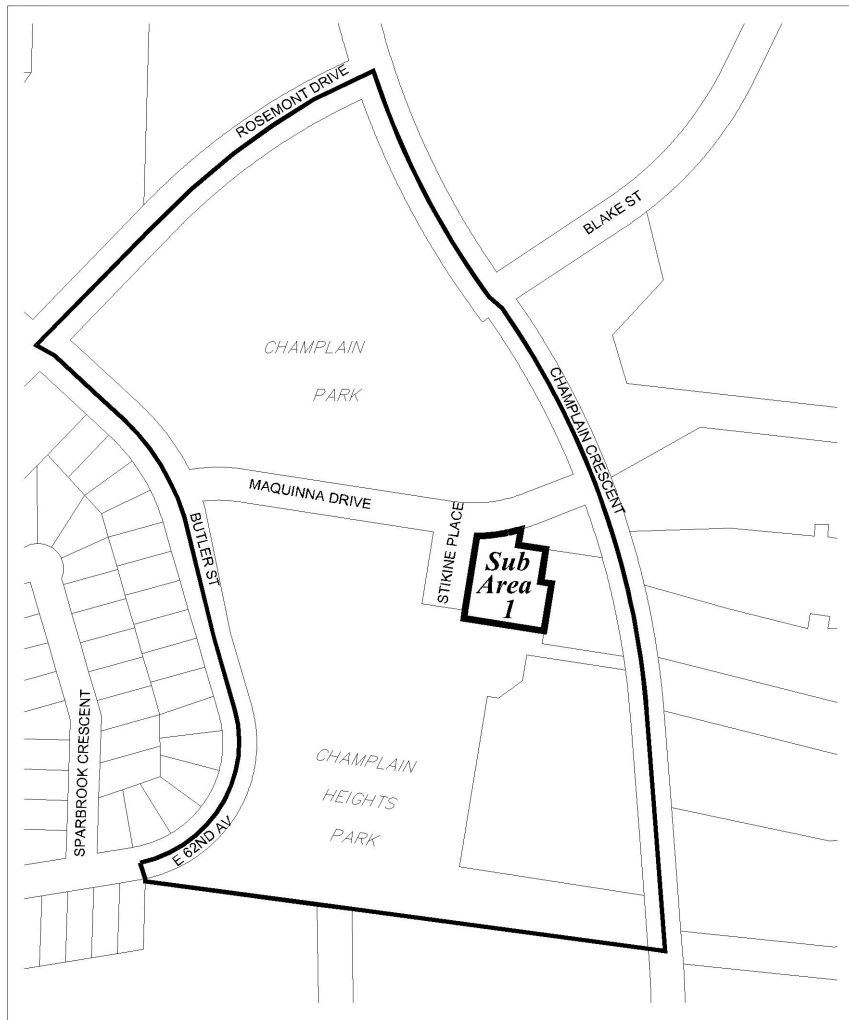 ROSEMONT DRIVE
BLAKE ST
CHAMPLAIN
PARK
CHAMPLAIN CRESCENT
MAQUINNA DRIVE
STIKINE PLACE
BUTLER ST
Sub
Area
1
SPARBROOK CRESCENT
CHAMPLAIN
HEIGHTS
PARK
E 62ND AV